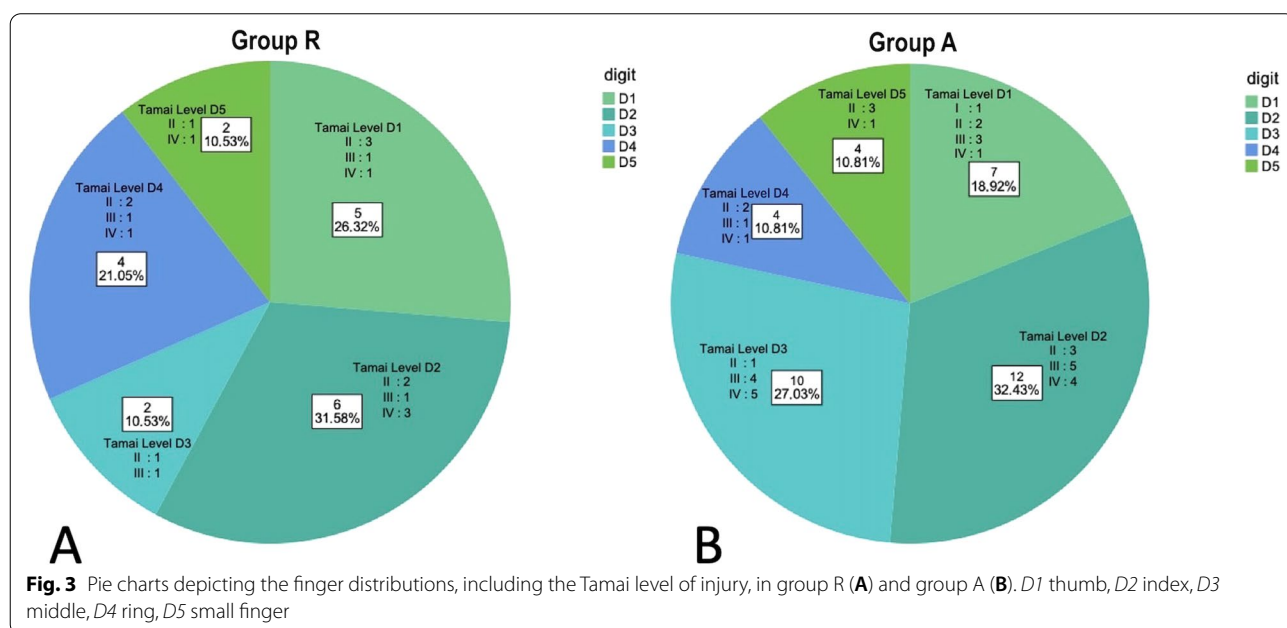 Group R
digit
D1
D2
D3
D4
D5
Tamai Level D5
II : 1
IV : 1
2
10.53%
Tamai Level D1
II : 3
III : 1
IV : 1
5
26.32%
Tamai Level D4
II : 2
III : 1
IV : 1
4
21.05%
Tamai Level D2
II : 2
III : 1
IV : 3
6
31.58%
2
10.53%
Tamai Level D3
II : 1
III : 1
A
Group A
digit
D1
D2
D3
D4
D5
Tamai Level D5
II : 3
IV : 1
4
10.81%
Tamai Level D1
I : 1
II : 2
III : 3
IV : 1
7
18.92%
Tamai Level D4
II : 2
III : 1
IV : 1
4
10.81%
Tamai Level D3
II : 1
III : 4
IV : 5
10
27.03%
Tamai Level D2
II : 3
III : 5
IV : 4
12
32.43%
B
Fig. 3 Pie charts depicting the finger distributions, including the Tamai level of injury, in group R (A) and group A (B). D1 thumb, D2 index, D3
middle, D4 ring, D5 small finger